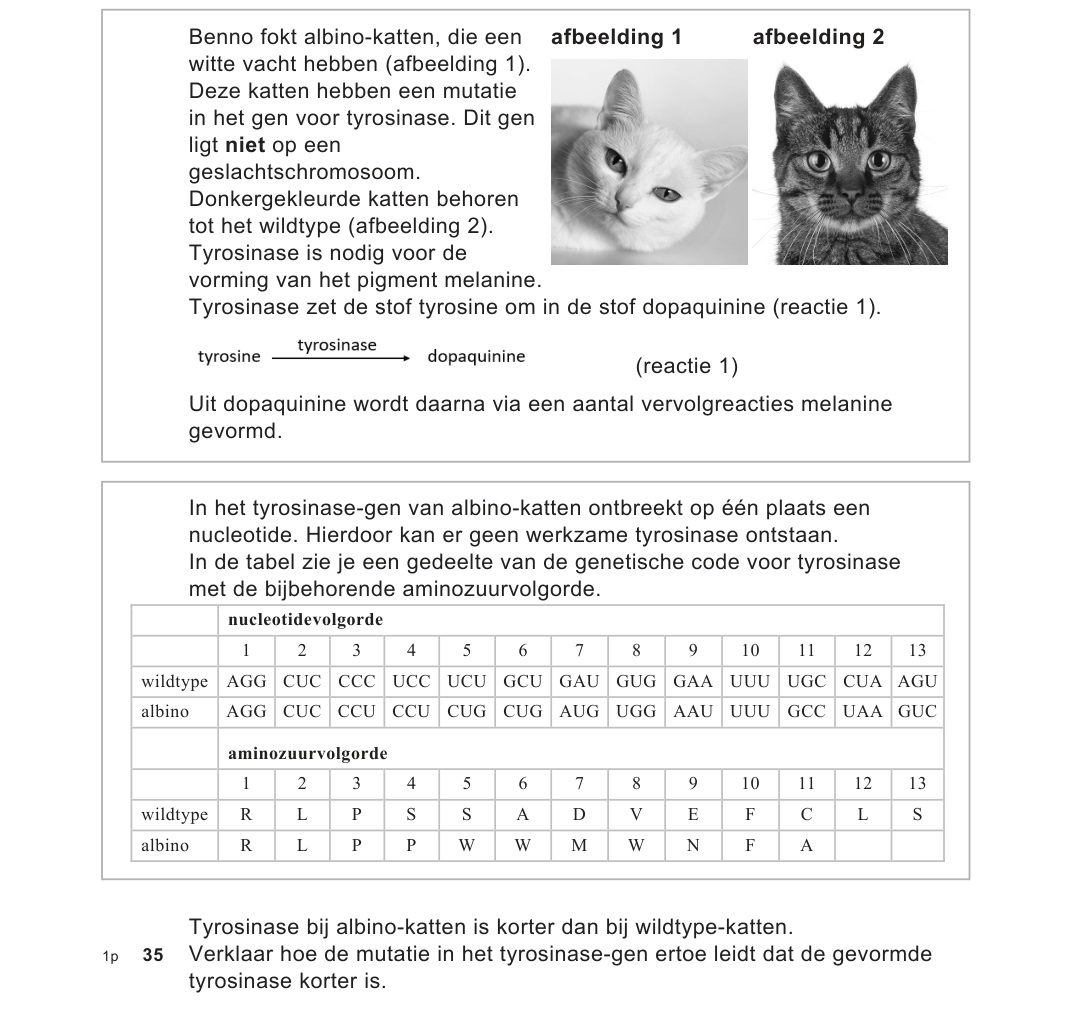 Benno fokt albino-katten, die een
witte vacht hebben (afbeelding 1).
Deze katten hebben een mutatie
in het gen voor tyrosinase. Dit gen
ligt niet op een
geslachtschromosoom.
Donkergekleurde katten behoren
tot het wildtype (afbeelding 2).
Tyrosinase is nodig voor de
vorming van het pigment melanine.
afbeelding 1 afbeelding 2
Tyrosinase zet de stof tyrosine om in de stof dopaquinine (reactie 1).
tyrosine tyrosinase dopaquinine (reactie 1)
Uit dopaquinine wordt daarna via een aantal vervolgreacties melanine
gevormd.
In het tyrosinase-gen van albino-katten ontbreekt op één plaats een
nucleotide. Hierdoor kan er geen werkzame tyrosinase ontstaan.
In de tabel zie je een gedeelte van de genetische code voor tyrosinase
met de bijbehorende aminozuurvolgorde.
nucleotidevolgorde
1 2 3 4 5 6 7 8 9 10 11 12 13
wildtype AGG CUC CCC UCC UCU GCU GAU GUG GAA UUU UGC CUA AGU
albino AGG CUC CCU CCU CUG CUG AUG UGG AAU UUU GCC UAA GUC
aminozuurvolgorde
1 2 3 4 5 6 7 8 9 10 11 12 13
wildtype R L P S S A D V E F C L S
albino R L P P W W M W N F A
Tyrosinase bij albino-katten is korter dan bij wildtype-katten.
1p 35 Verklaar hoe de mutatie in het tyrosinase-gen ertoe leidt dat de gevormde
tyrosinase korter is.